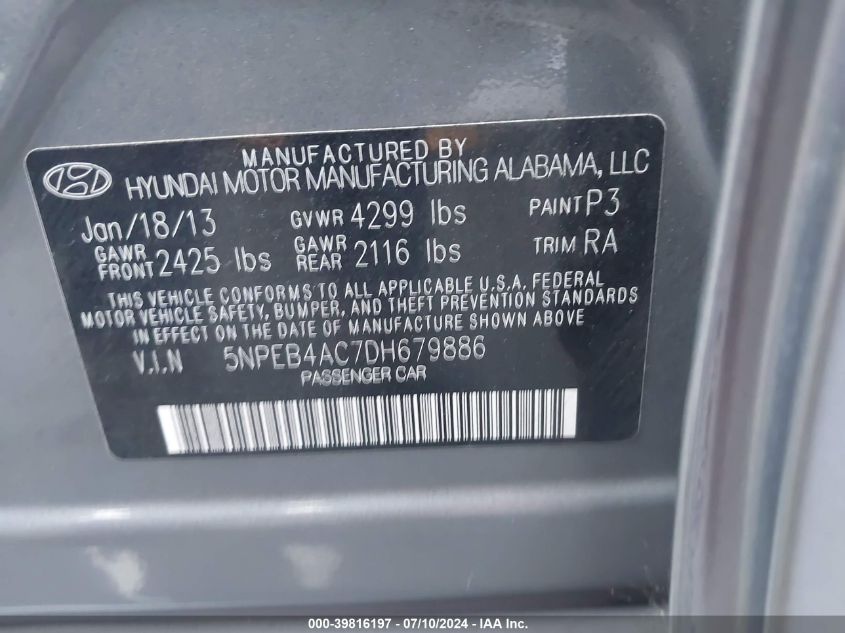 MANUFACTURED BY
HYUNDAI MOTOR MANUFACTURING ALABAMA, LLC
Jan/18/13 GVWR 4299 lbs PAINT P3
GAWR FRONT 2425 lbs GAWR REAR 2116 lbs TRIM RA
THIS VEHICLE CONFORMS TO ALL APPLICABLE U.S.A. FEDERAL
MOTOR VEHICLE SAFETY, BUMPER, AND THEFT PREVENTION STANDARDS
IN EFFECT ON THE DATE OF MANUFACTURE SHOWN ABOVE
V.I.N 5NPEB4AC7DH679886
PASSENGER CAR
000-39816197 - 07/10/2024 - IAA Inc.